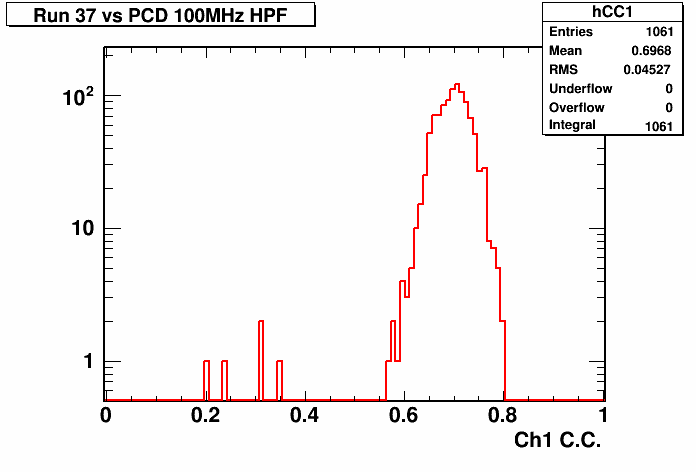 Run 37 vs PCD 100MHz HPF
hCC1
Entries 1061
Mean 0.6968
RMS 0.04527
Underflow 0
Overflow 0
Integral 1061
10²
10
1
0 0.2 0.4 0.6 0.8 1
Ch1 C.C.